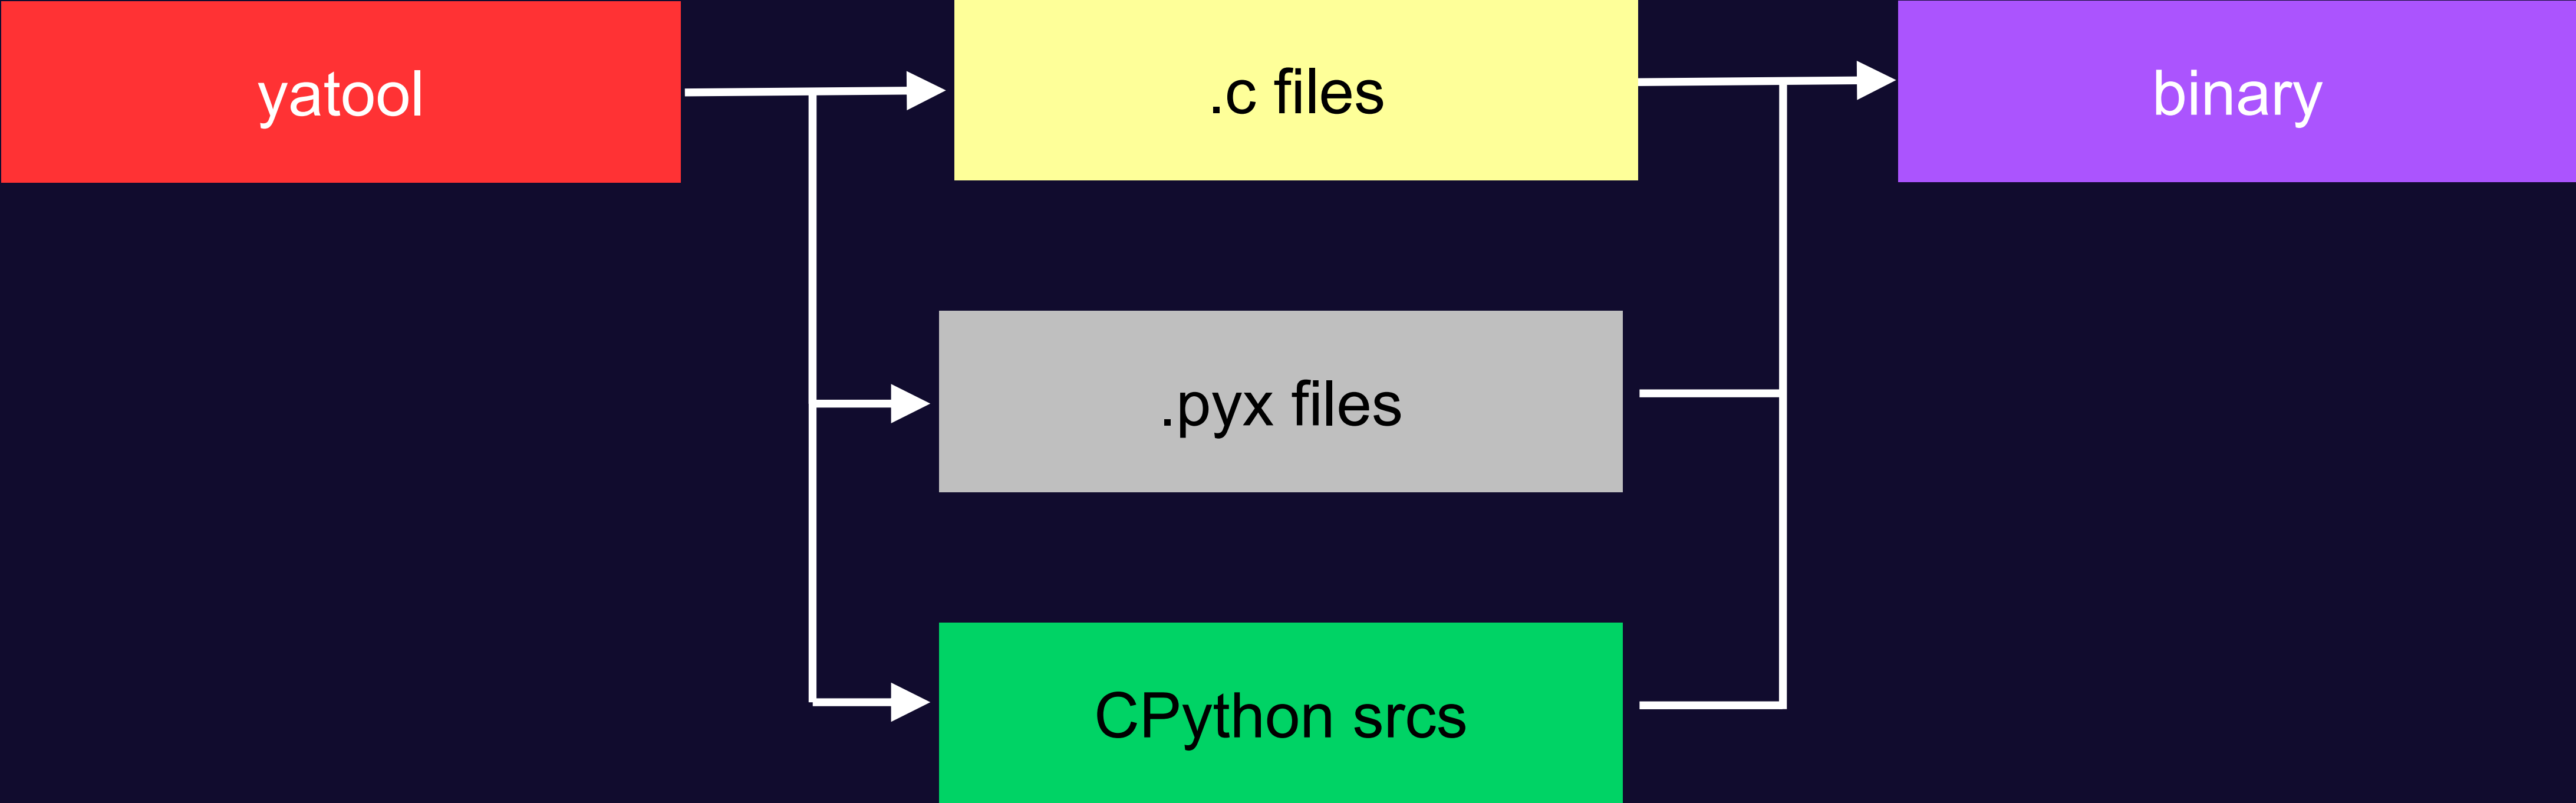 yatool
.c files
binary
.pyx files
CPython srcs